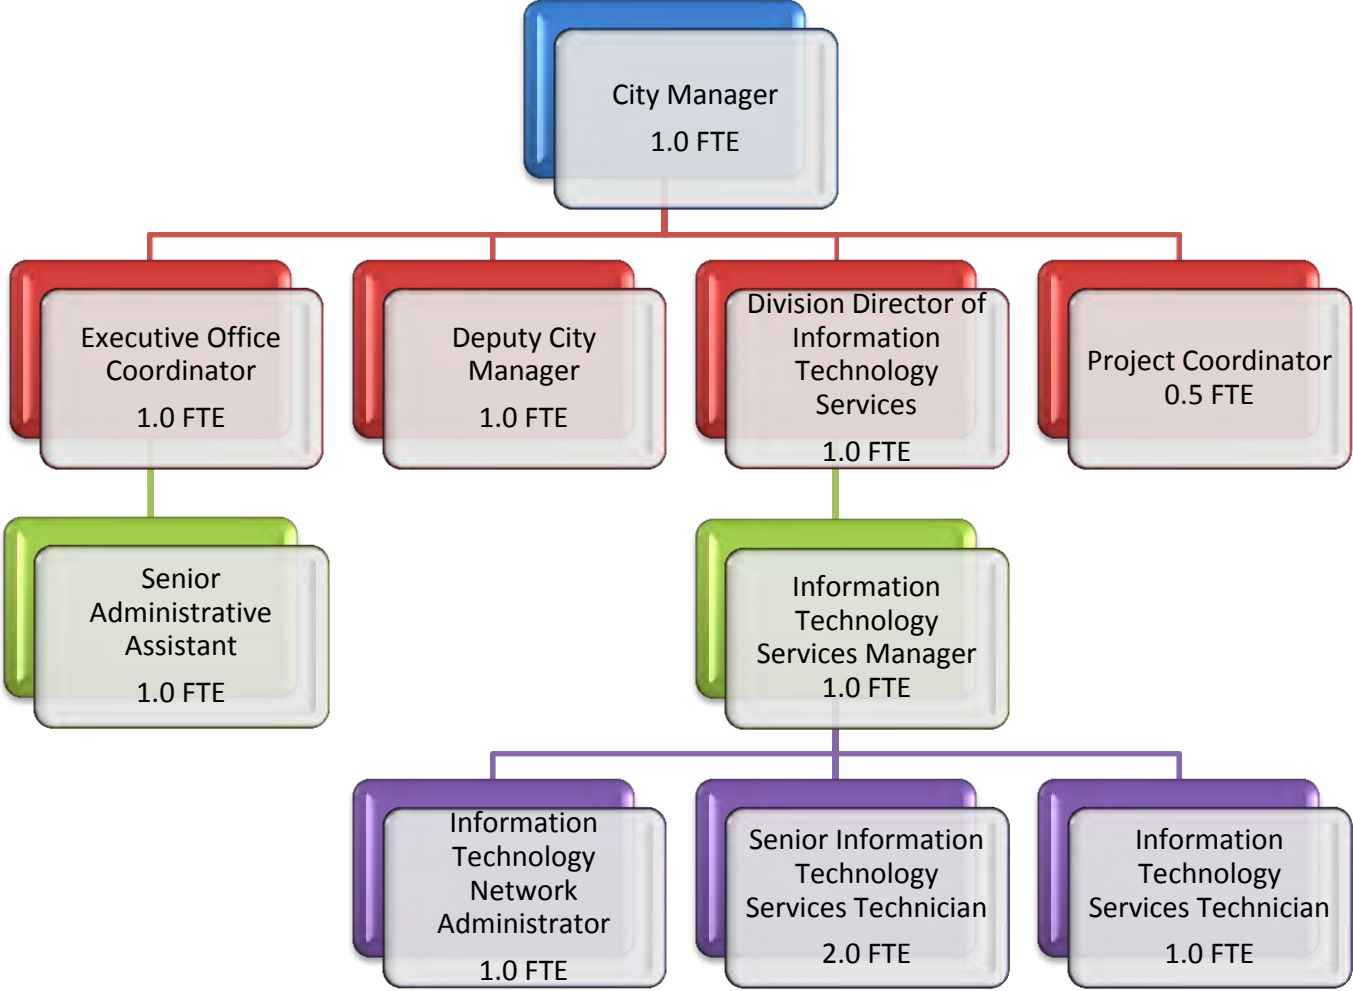 City Manager
1.0 FTE
Executive Office
Coordinator
1.0 FTE
Deputy City
Manager
1.0 FTE
Division Director of
Information
Technology
Services
1.0 FTE
Project Coordinator
0.5 FTE
Senior
Administrative
Assistant
1.0 FTE
Information
Technology
Services Manager
1.0 FTE
Information
Technology
Network
Administrator
1.0 FTE
Senior Information
Technology
Services Technician
2.0 FTE
Information
Technology
Services Technician
1.0 FTE